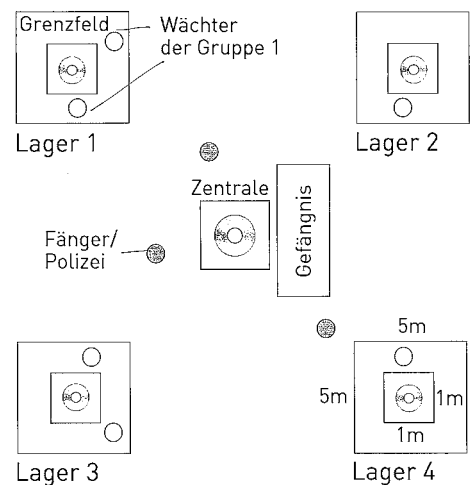 Grenzfeld
Wächter
der Gruppe 1
Lager 1
Lager 2
Zentrale
Gefängnis
Fänger/
Polizei
5m
5m
1m
1m
Lager 3
Lager 4